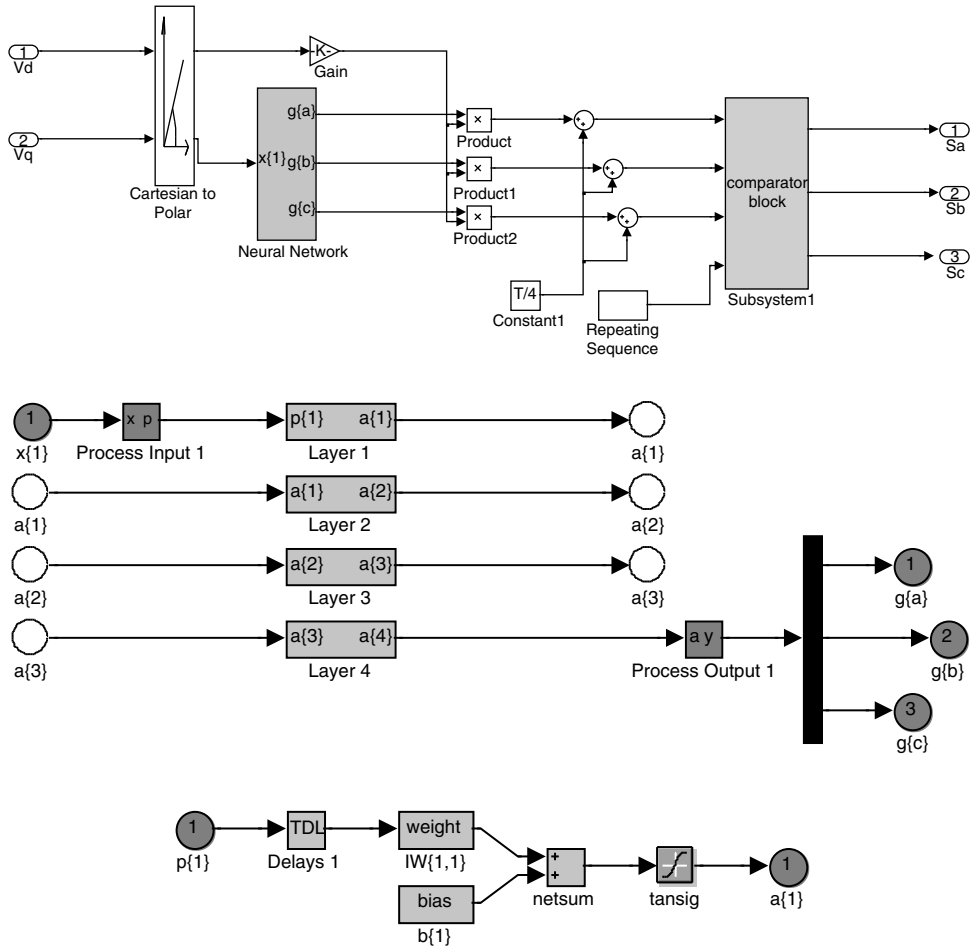 1
Vd
2
Vq
Cartesian to
Polar
-K-
Gain
x{1}
g{a}
g{b}
g{c}
Neural Network
×
Product
×
Product1
×
Product2
+
+
+
+
+
+
T/4
Constant1
Repeating
Sequence
comparator
block
Subsystem1
1
Sa
2
Sb
3
Sc
1
x{1}
x p
Process Input 1
p{1} a{1}
Layer 1
a{1}
a{1}
a{1} a{2}
Layer 2
a{2}
a{2}
a{2} a{3}
Layer 3
a{3}
a{3}
a{3} a{4}
Layer 4
a y
Process Output 1
1
g{a}
2
g{b}
3
g{c}
1
p{1}
TDL
Delays 1
weight
IW{1,1}
bias
b{1}
+
+
netsum
tansig
1
a{1}